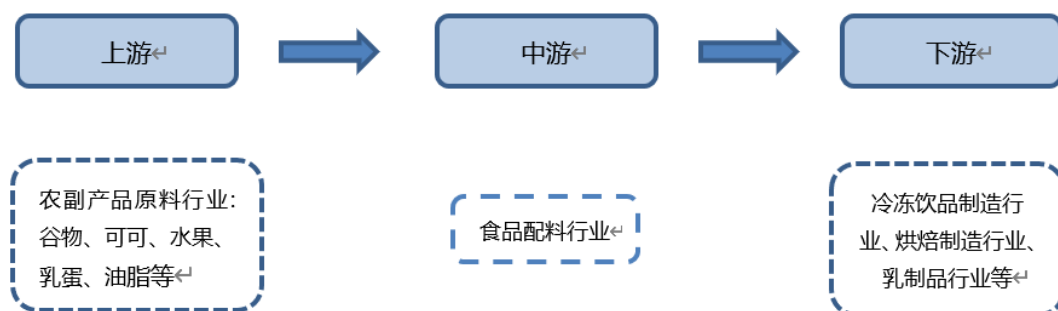 上游
中游
下游
农副产品原料行业：
谷物、可可、水果、
乳蛋、油脂等
食品配料行业
冷冻饮品制造行
业、烘焙制造行业、
乳制品行业等